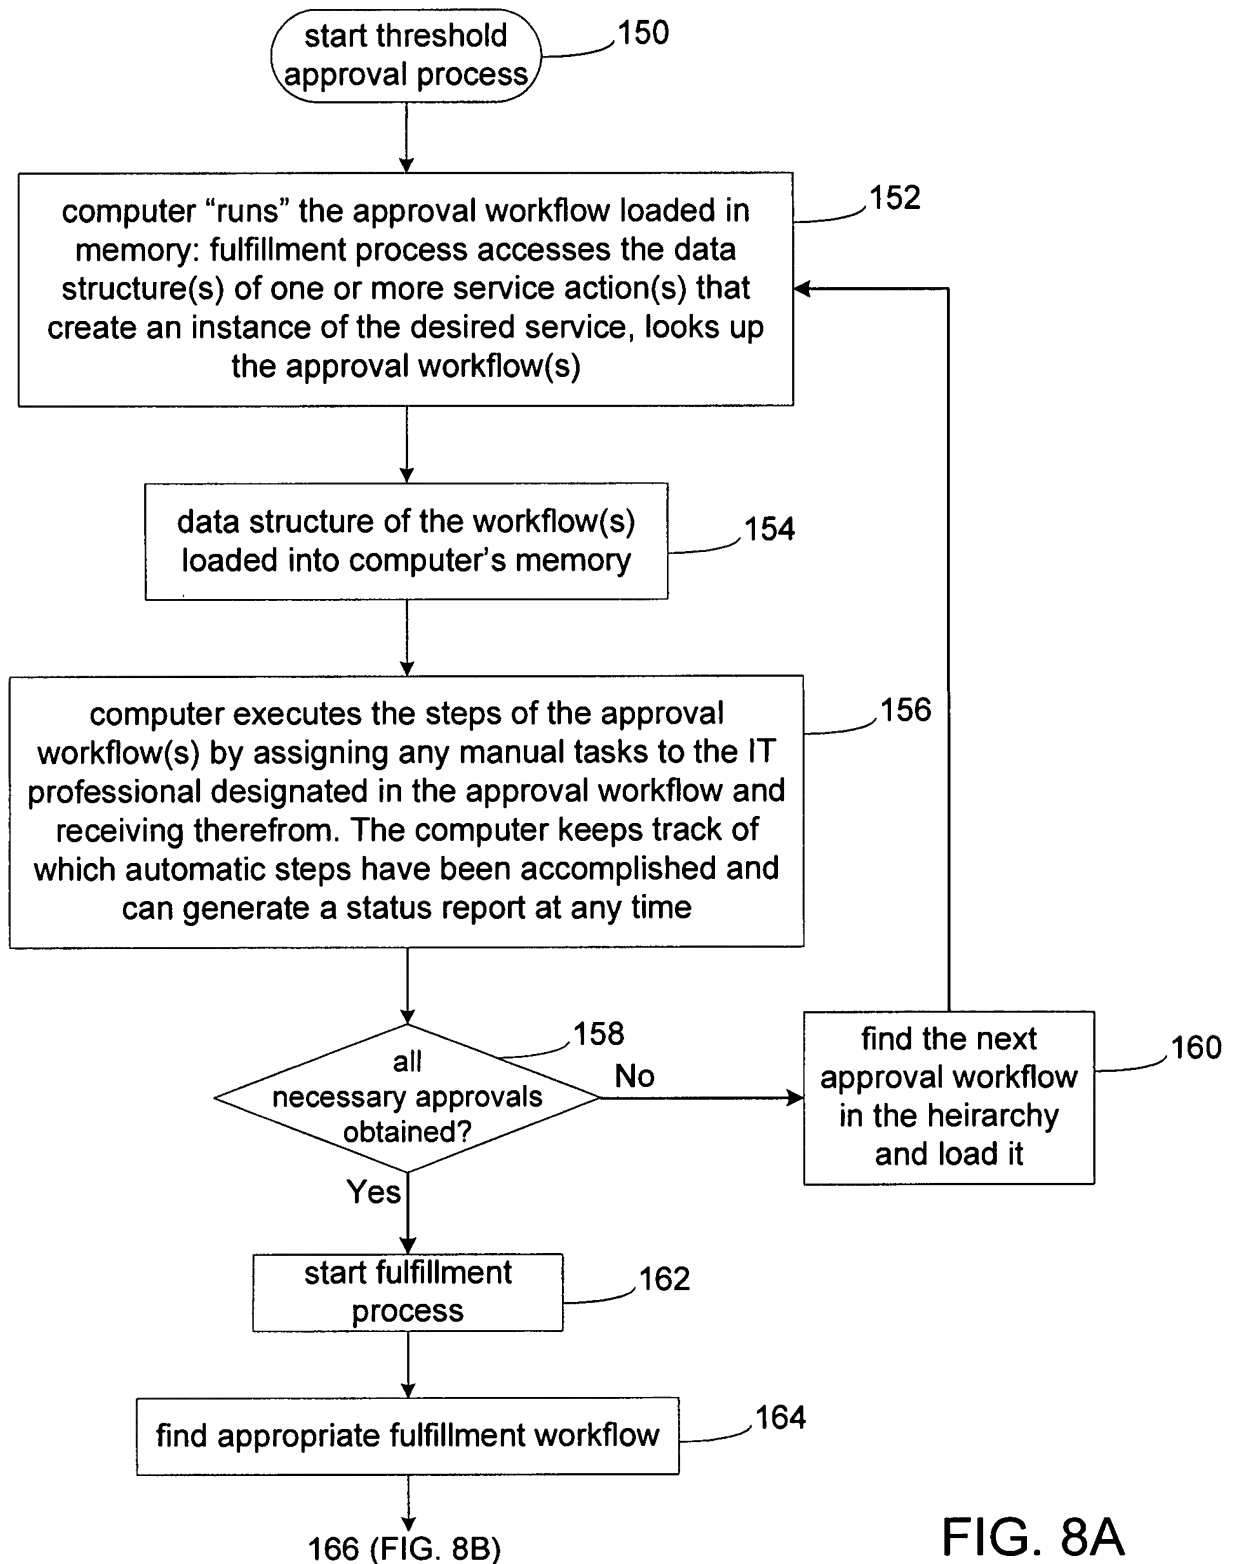 start threshold
approval process
150
computer “runs” the approval workflow loaded in
memory: fulfillment process accesses the data
structure(s) of one or more service action(s) that
create an instance of the desired service, looks up
the approval workflow(s)
152
data structure of the workflow(s)
loaded into computer’s memory
154
computer executes the steps of the approval
workflow(s) by assigning any manual tasks to the IT
professional designated in the approval workflow and
receiving therefrom. The computer keeps track of
which automatic steps have been accomplished and
can generate a status report at any time
156
all
necessary approvals
obtained?
158
No
find the next
approval workflow
in the heirarchy
and load it
160
Yes
start fulfillment
process
162
find appropriate fulfillment workflow
164
166 (FIG. 8B)
FIG. 8A